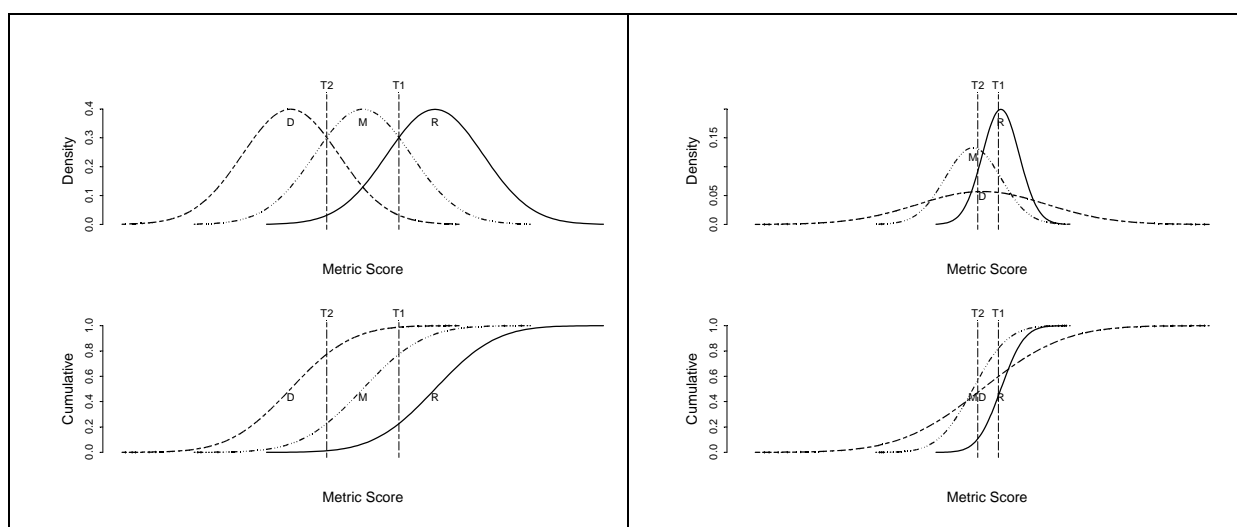 T2 T1
0.4
0.3
0.2
0.1
0.0
Density
D M R
Metric Score
T2 T1
1.0
0.8
0.6
0.4
0.2
0.0
Cumulative
D M R
Metric Score
T2 T1
0.15
0.05
0.0
Density
R
M
D
Metric Score
T2 T1
1.0
0.8
0.6
0.4
0.2
0.0
Cumulative
MD R
Metric Score